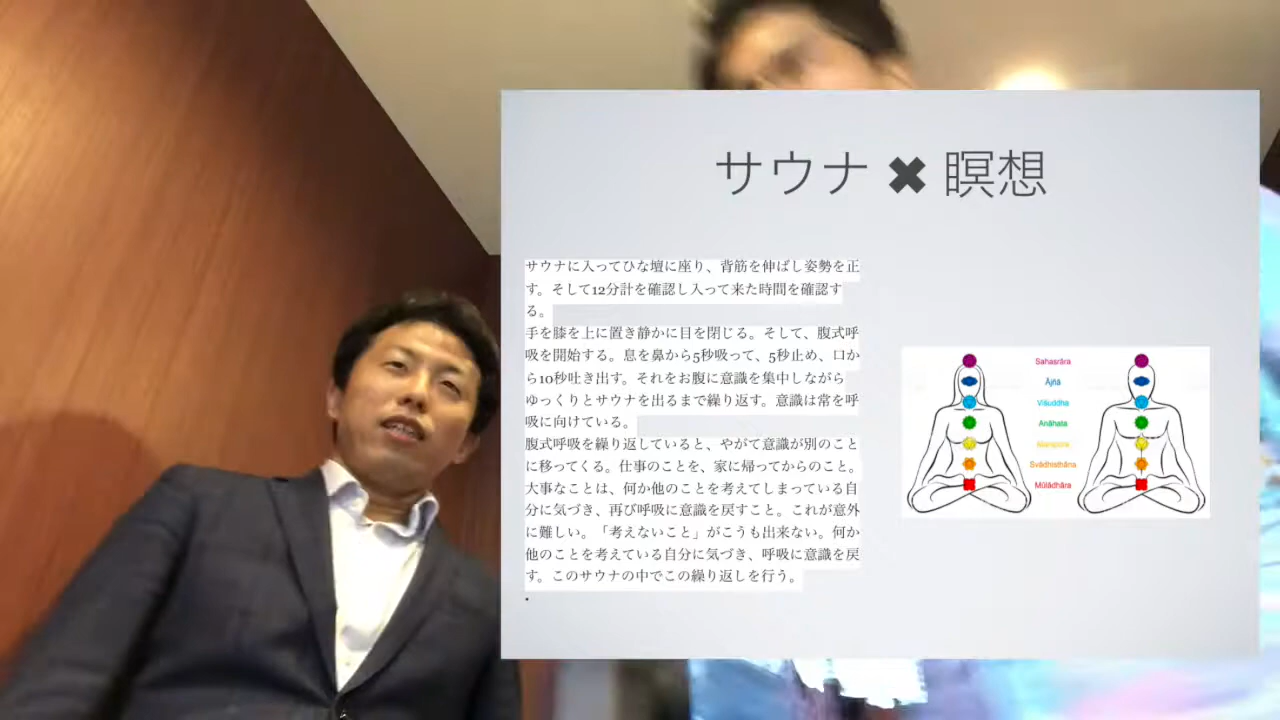 サウナ ✖ 瞑想
サウナに入ってひな壇に座り、背筋を伸ばし姿勢を正
す。そして12分計を確認し入って来た時間を確認す
る。
手を膝を上に置き静かに目を閉じる。そして、腹式呼
吸を開始する。息を鼻から5秒吸って、5秒止め、口か
ら10秒吐き出す。それをお腹に意識を集中しながら
ゆっくりとサウナを出るまで繰り返す。意識は常を呼
吸に向けている。
腹式呼吸を繰り返していると、やがて意識が別のこと
に移ってくる。仕事のことを、家に帰ってからのこと。
大事なことは、何か他のことを考えてしまっている自
分に気づき、再び呼吸に意識を戻すこと。これが意外
に難しい。「考えないこと」がこうも出来ない。何か
他のことを考えている自分に気づき、呼吸に意識を戻
す。このサウナの中でこの繰り返しを行う。
Sahasrāra
Ājñā
Viśuddha
Anāhata
Maṇipūra
Svādhisthāna
Mūlādhāra